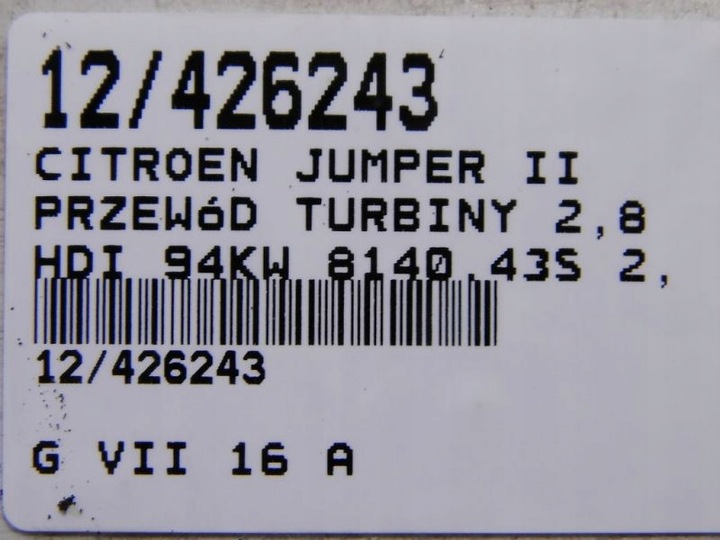 12/426243
CITROEN JUMPER II
PRZEWóD TURBINY 2,8
HDI 94KW 8140.43S 2,
12/426243
G VII 16 A